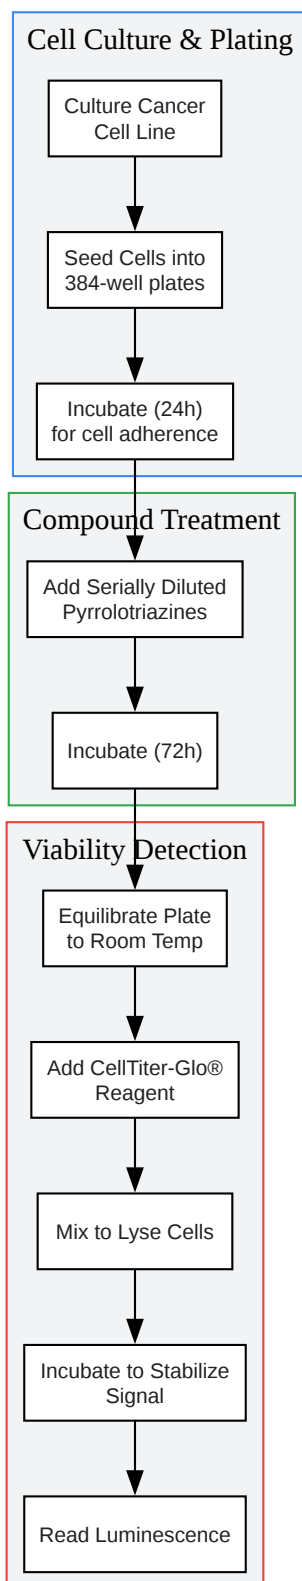 Cell Culture & Plating
Culture Cancer
Cell Line
Seed Cells into
384-well plates
Incubate (24h)
for cell adherence
Compound Treatment
Add Serially Diluted
Pyrrolotriazines
Incubate (72h)
Viability Detection
Equilibrate Plate
to Room Temp
Add CellTiter-Glo®
Reagent
Mix to Lyse Cells
Incubate to Stabilize
Signal
Read Luminescence